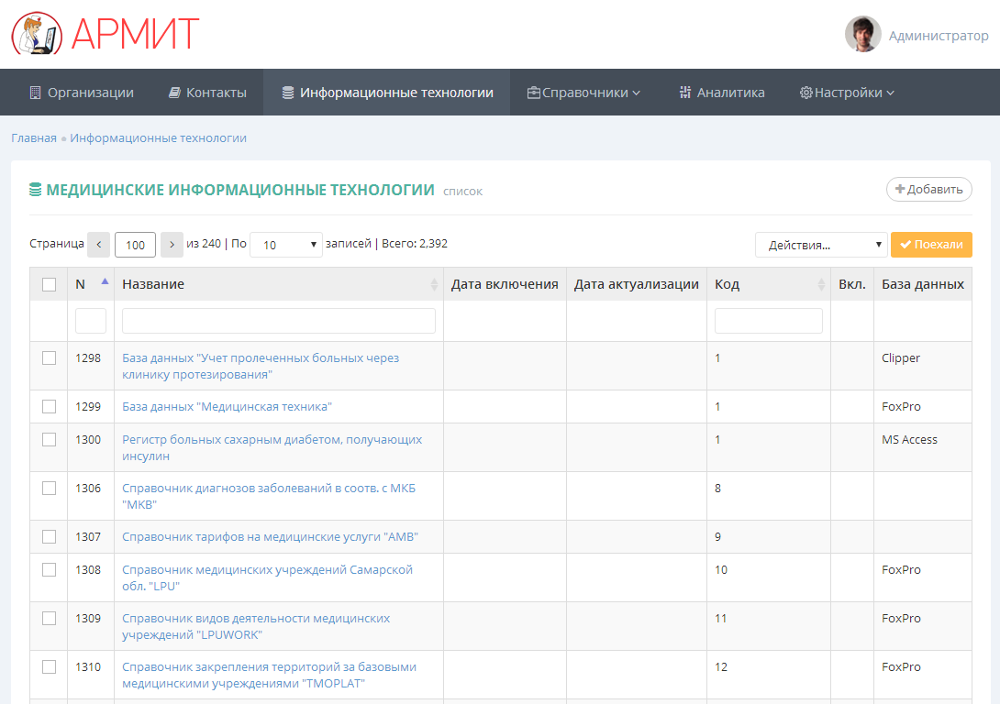 АРМИТ
Администратор
Организации Контакты Информационные технологии Справочники Аналитика Настройки
Главная Информационные технологии
МЕДИЦИНСКИЕ ИНФОРМАЦИОННЫЕ ТЕХНОЛОГИИ список
+ Добавить
Страница < 100 > из 240 | По 10 записей | Всего: 2,392
Действия... Поехали
N Название Дата включения Дата актуализации Код Вкл. База данных
1298 База данных "Учет пролеченных больных через 1 Clipper
клинику протезирования"
1299 База данных "Медицинская техника" 1 FoxPro
1300 Регистр больных сахарным диабетом, получающих 1 MS Access
инсулин
1306 Справочник диагнозов заболеваний в соотв. с МКБ 8
"MKB"
1307 Справочник тарифов на медицинские услуги "AMB" 9
1308 Справочник медицинских учреждений Самарской 10 FoxPro
обл. "LPU"
1309 Справочник видов деятельности медицинских 11 FoxPro
учреждений "LPUWORK"
1310 Справочник закрепления территорий за базовыми 12 FoxPro
медицинскими учреждениями "TMOPLAT"